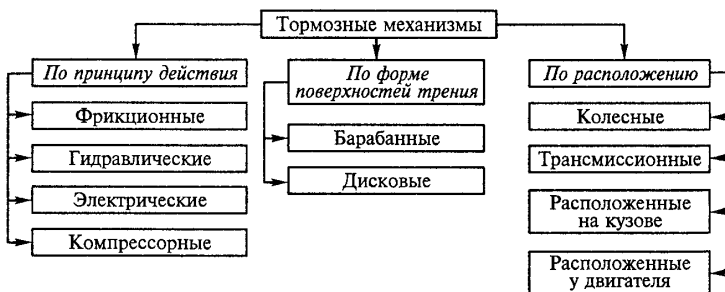 Тормозные механизмы
По принципу действия
Фрикционные
Гидравлические
Электрические
Компрессорные
По форме
поверхностей трения
Барабанные
Дисковые
По расположению
Колесные
Трансмиссионные
Расположенные
на кузове
Расположенные
у двигателя